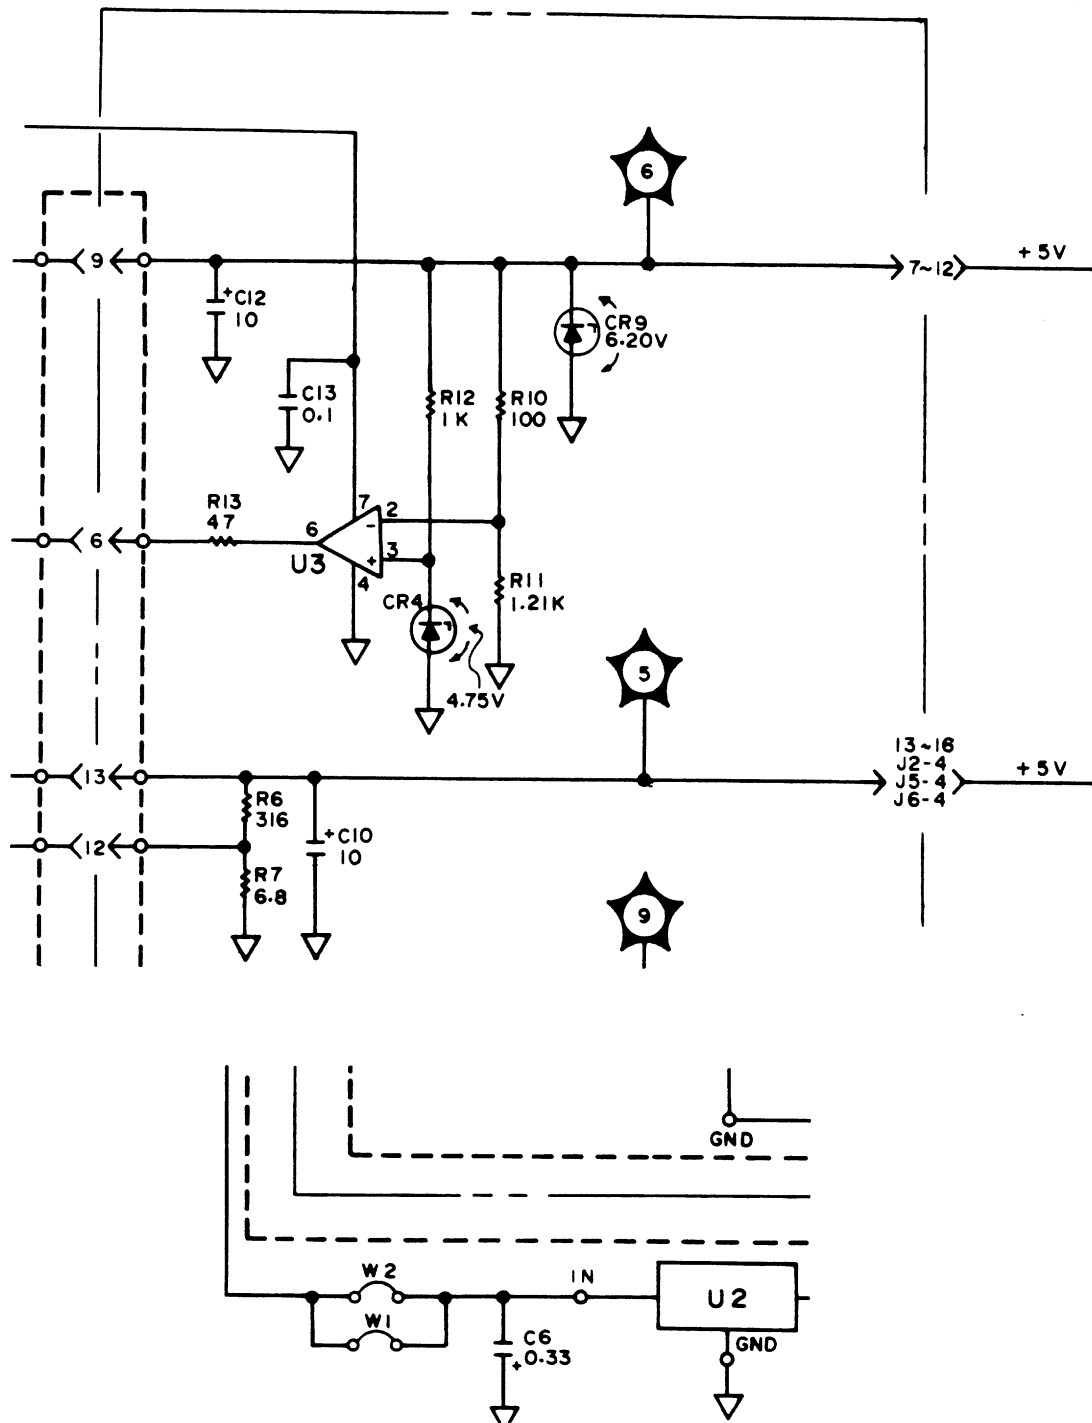 6
9
7~12
+5V
+C12
10
CR9
6.20V
C13
0.1
R12
1K
R10
100
R13
47
7
2
6
6
-
3
+
U3
4
R11
1.21K
CR4
5
4.75V
13~16
J2-4
J5-4
J6-4
+5V
13
R6
316
+C10
10
12
R7
6.8
9
GND
W2
IN
U2
W1
C6
+0.33
GND